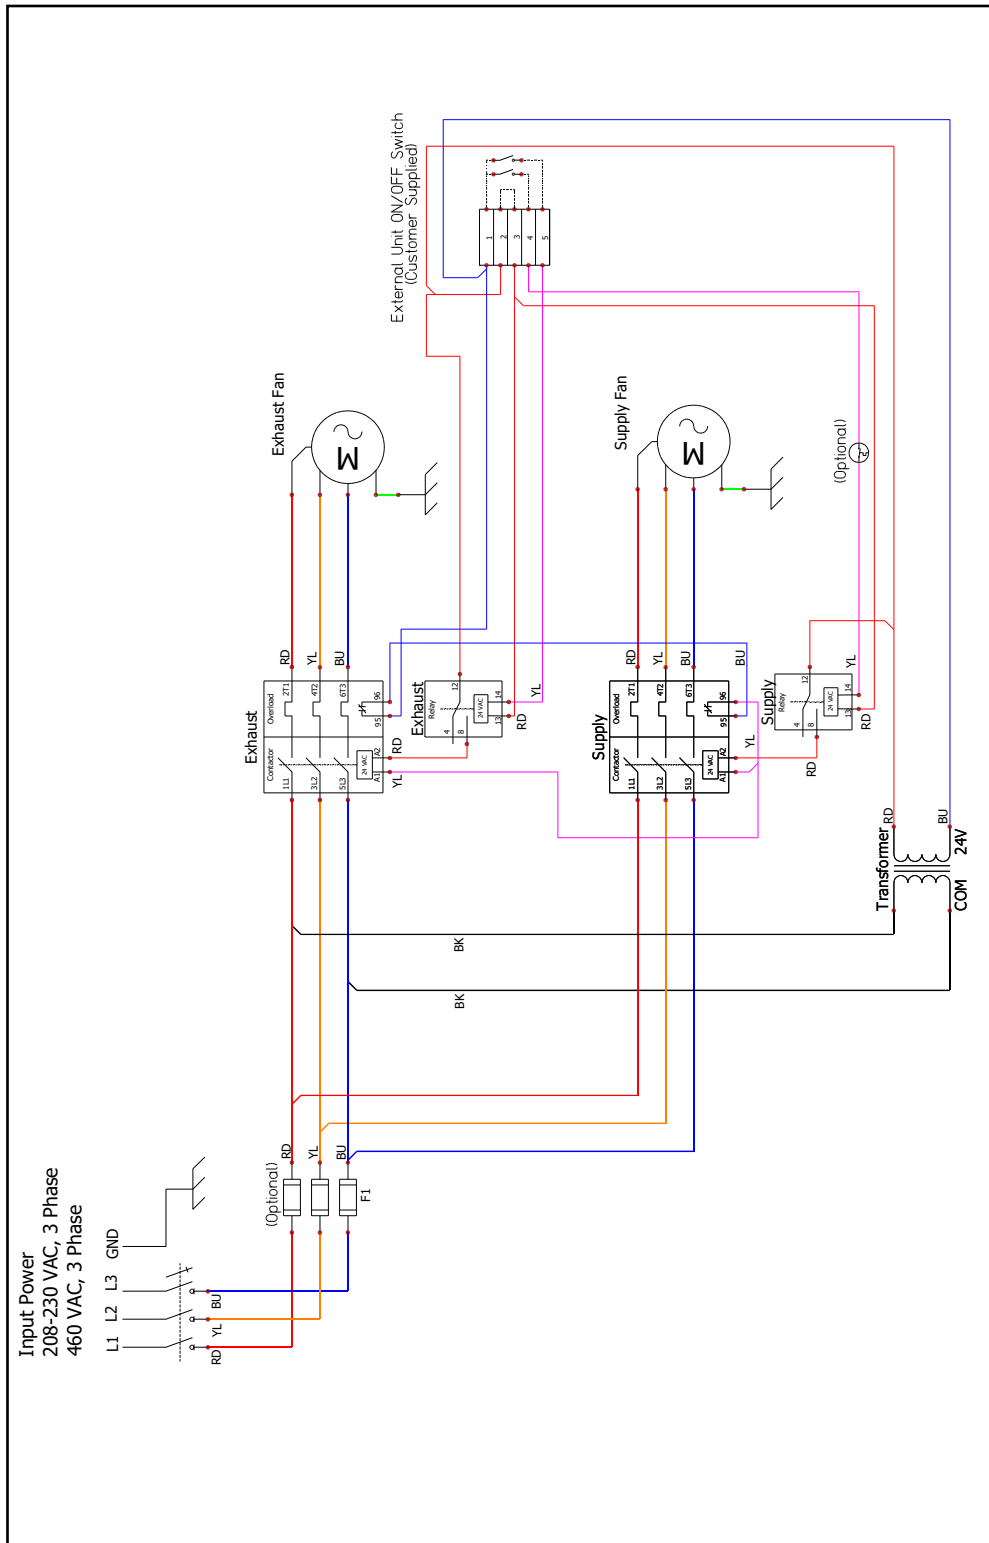 Input Power
208-230 VAC, 3 Phase
460 VAC, 3 Phase
L1
L2
L3
GND
RD
YL
BU
(Optional)
F1
RD
YL
BU
BK
BK
Exhaust
Contactor
Overload
1L1
3L2
5L3
2T1
4T2
6T3
24 VAC
A1
A2
95
96
RD
YL
BU
YL
RD
Exhaust Fan
M
Exhaust
Relay
4
8
12
24 VAC
13
14
RD
YL
External Unit ON/OFF Switch
(Customer Supplied)
1
2
3
4
5
Supply
Contactor
Overload
1L1
3L2
5L3
2T1
4T2
6T3
24 VAC
A1
A2
95
96
RD
YL
BU
BU
YL
Supply Fan
M
Supply
Relay
4
8
12
24 VAC
13
14
RD
RD
YL
(Optional)
Transformer
RD
BU
COM
24V